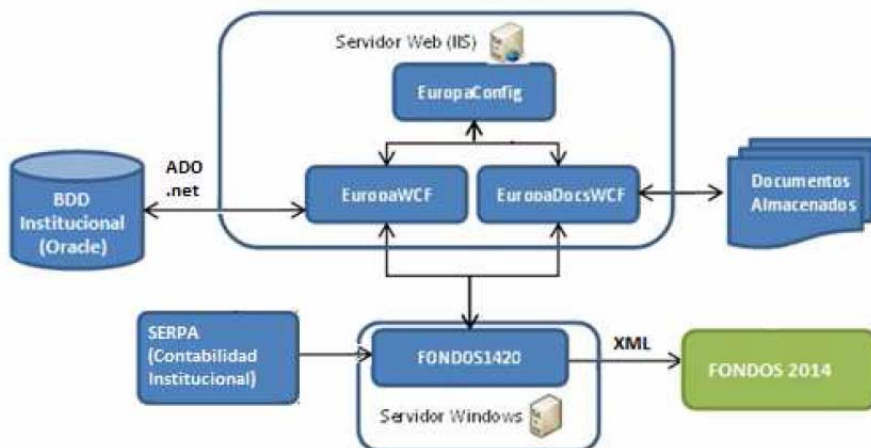 Servidor Web (IIS)
EuropaConfig
ADO
.net
BDD
Institucional
(Oracle)
EuropaWCF
EuropaDocsWCF
Documentos
Almacenados
SERPA
(Contabilidad
Institucional)
FONDOS1420
XML
FONDOS 2014
Servidor Windows